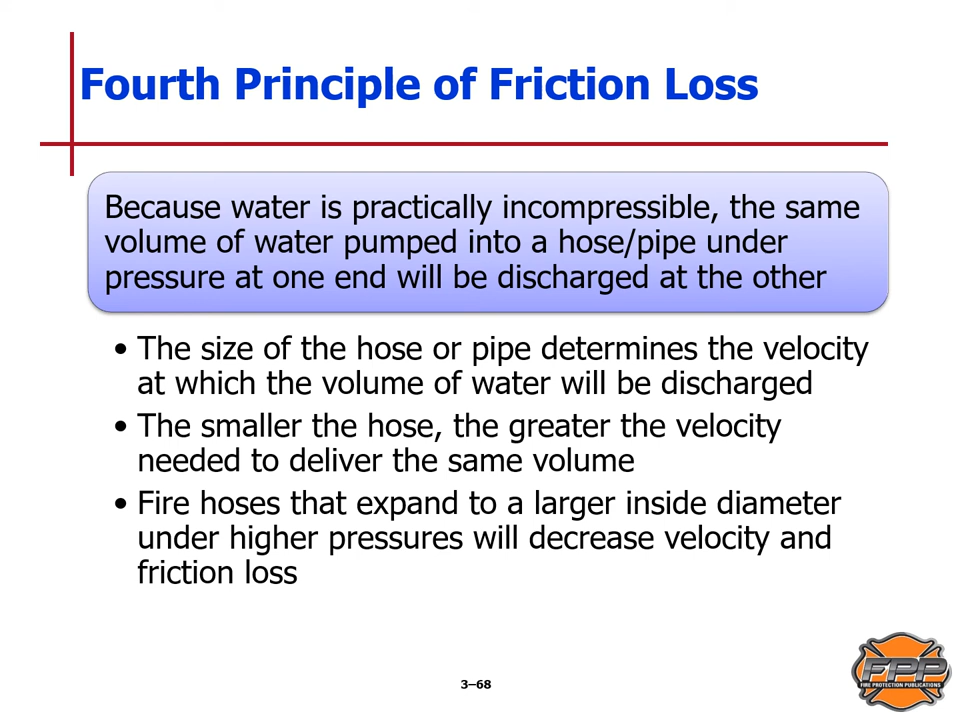 Fourth Principle of Friction Loss
Because water is practically incompressible, the same
volume of water pumped into a hose/pipe under
pressure at one end will be discharged at the other
• The size of the hose or pipe determines the velocity
at which the volume of water will be discharged
• The smaller the hose, the greater the velocity
needed to deliver the same volume
• Fire hoses that expand to a larger inside diameter
under higher pressures will decrease velocity and
friction loss
3–68
FPP
FIRE PROTECTION PUBLICATIONS